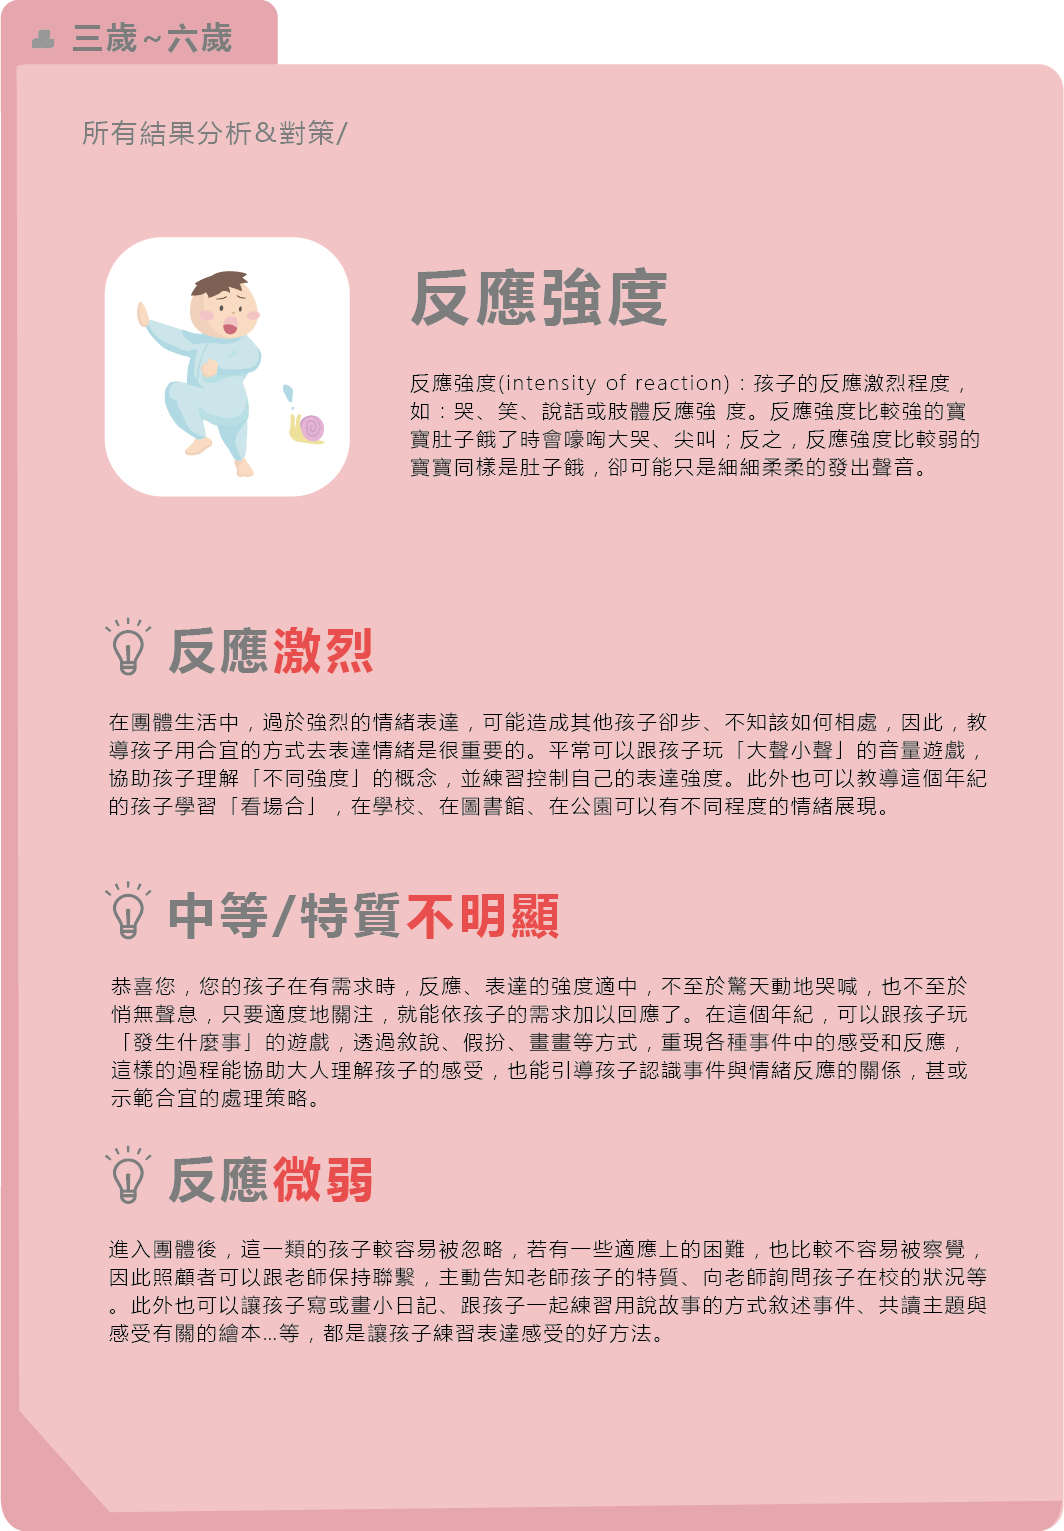 三歲~六歲
所有結果分析&對策/
反應強度
反應強度(intensity of reaction)：孩子的反應激烈程度，
如：哭、笑、說話或肢體反應強 度。反應強度比較強的寶
寶肚子餓了時會嚎啕大哭、尖叫；反之，反應強度比較弱的
寶寶同樣是肚子餓，卻可能只是細細柔柔的發出聲音。
反應激烈
在團體生活中，過於強烈的情緒表達，可能造成其他孩子卻步、不知該如何相處，因此，教
導孩子用合宜的方式去表達情緒是很重要的。平常可以跟孩子玩「大聲小聲」的音量遊戲，
協助孩子理解「不同強度」的概念，並練習控制自己的表達強度。此外也可以教導這個年紀
的孩子學習「看場合」，在學校、在圖書館、在公園可以有不同程度的情緒展現。
中等/特質不明顯
恭喜您，您的孩子在有需求時，反應、表達的強度適中，不至於驚天動地哭喊，也不至於
悄無聲息，只要適度地關注，就能依孩子的需求加以回應了。在這個年紀，可以跟孩子玩
「發生什麼事」的遊戲，透過敘說、假扮、畫畫等方式，重現各種事件中的感受和反應，
這樣的過程能協助大人理解孩子的感受，也能引導孩子認識事件與情緒反應的關係，甚或
示範合宜的處理策略。
反應微弱
進入團體後，這一類的孩子較容易被忽略，若有一些適應上的困難，也比較不容易被察覺，
因此照顧者可以跟老師保持聯繫，主動告知老師孩子的特質、向老師詢問孩子在校的狀況等
。此外也可以讓孩子寫或畫小日記、跟孩子一起練習用說故事的方式敘述事件、共讀主題與
感受有關的繪本...等，都是讓孩子練習表達感受的好方法。